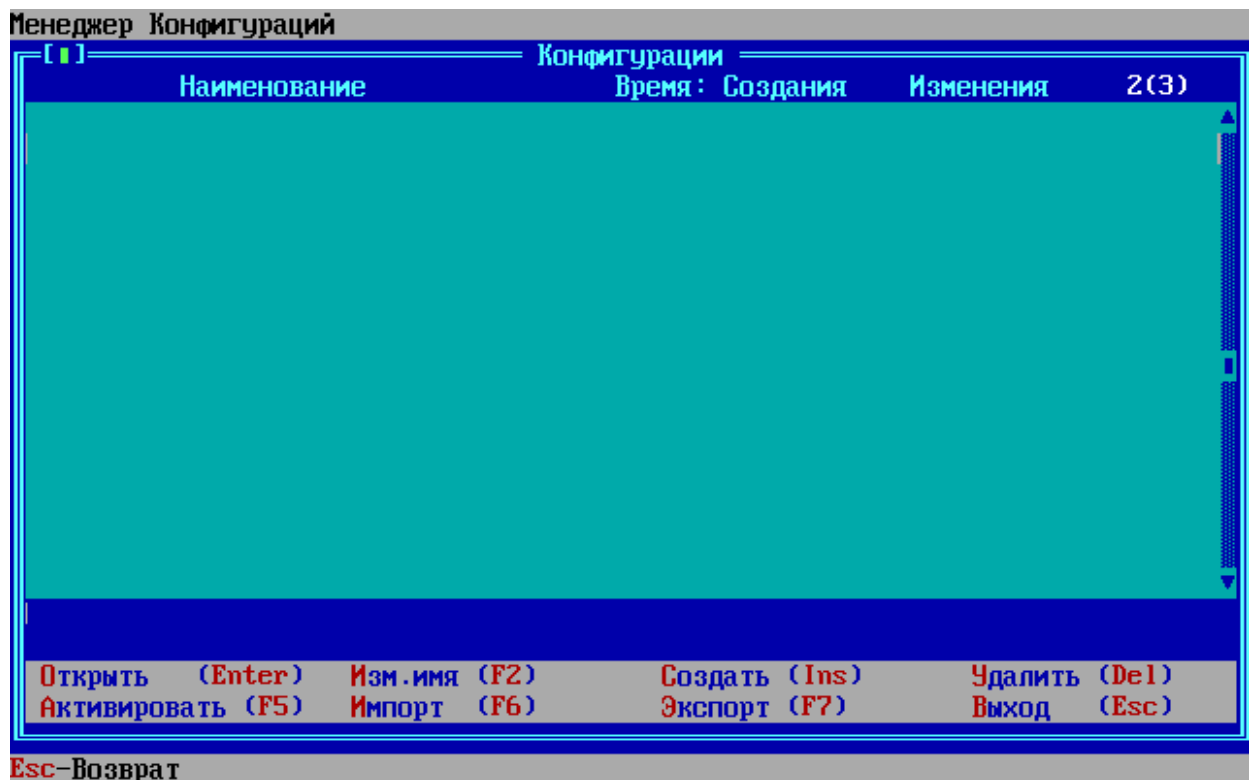 Менеджер Конфигураций
Конфигурации
Наименование Время: Создания Изменения 2(3)
Открыть (Enter) Изм.имя (F2) Создать (Ins) Удалить (Del)
Активировать (F5) Импорт (F6) Экспорт (F7) Выход (Esc)
Esc-Возврат